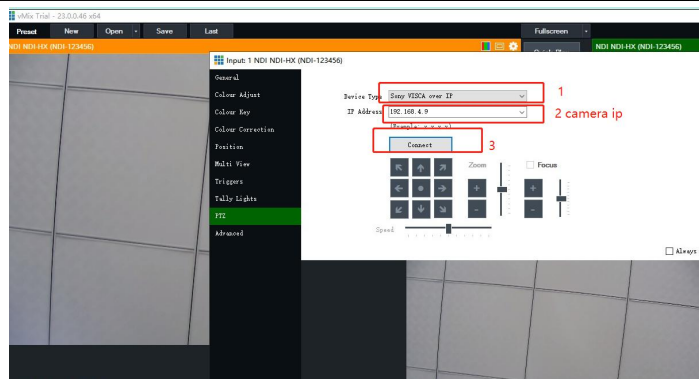 vMix Trial - 23.0.0.46 x64
Preset New Open Save Last Fullscreen
NDI NDI-HX (NDI-123456)
NDI NDI-HX (NDI-123456)
Input: 1 NDI NDI-HX (NDI-123456)
General
Colour Adjust
Device Type Sony VISCA over IP 1
Colour Key
IP Address 192.168.4.9 2 camera ip
(Example: x.x.x.x)
Colour Correction
Connect 3
Position
Multi View
Zoom Focus
Triggers
+ +
Tally Lights
- -
PTZ
Advanced
Speed
Always